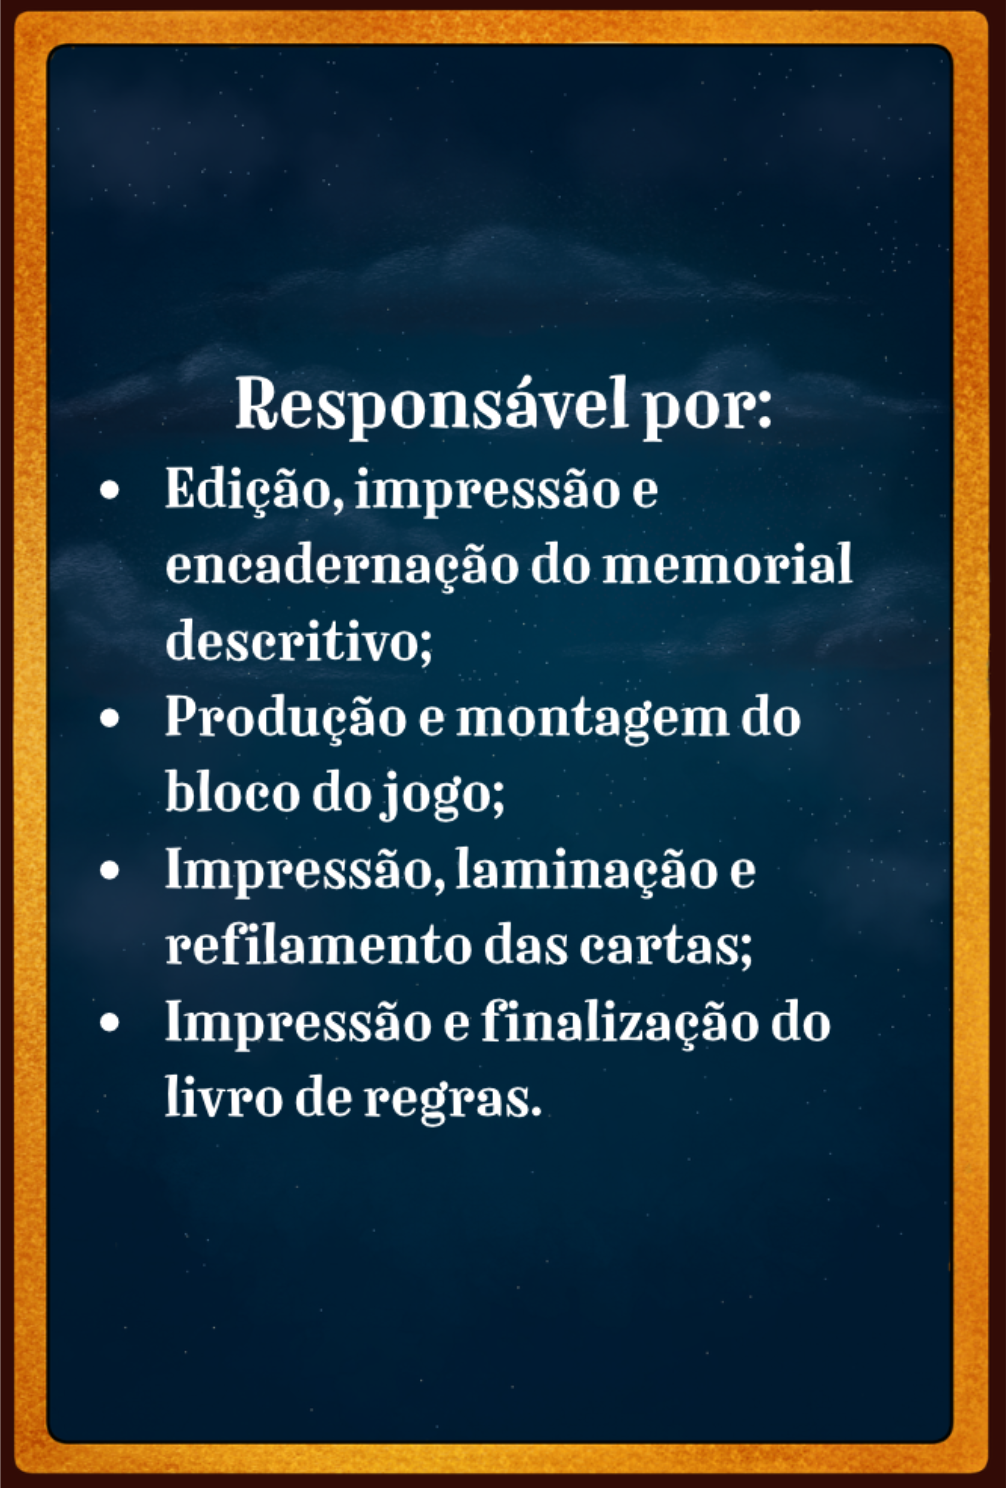 Responsável por:
• Edição, impressão e
encadernação do memorial
descritivo;
• Produção e montagem do
bloco do jogo;
• Impressão, laminação e
refilamento das cartas;
• Impressão e finalização do
livro de regras.